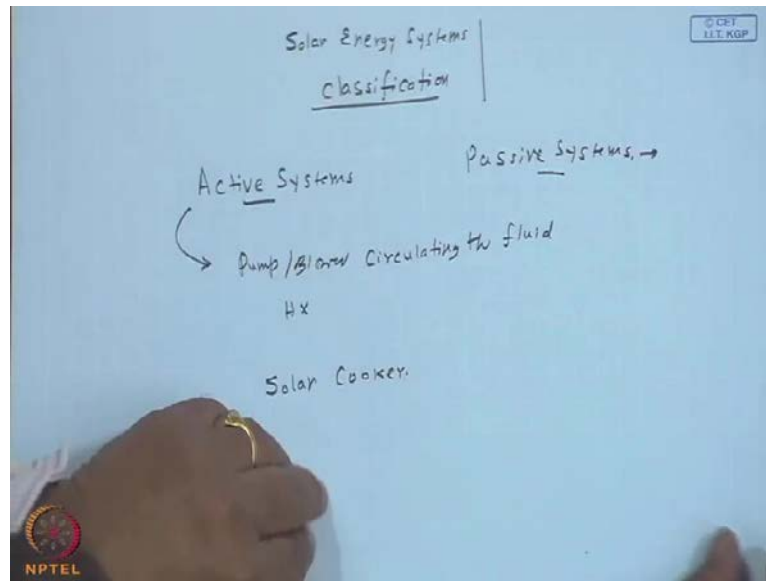 Solar Energy Systems
Classification
© CET
I.I.T. KGP
Active Systems
Passive Systems. →
Pump/Blower Circulating the fluid
HX
Solar Cooker.
NPTEL